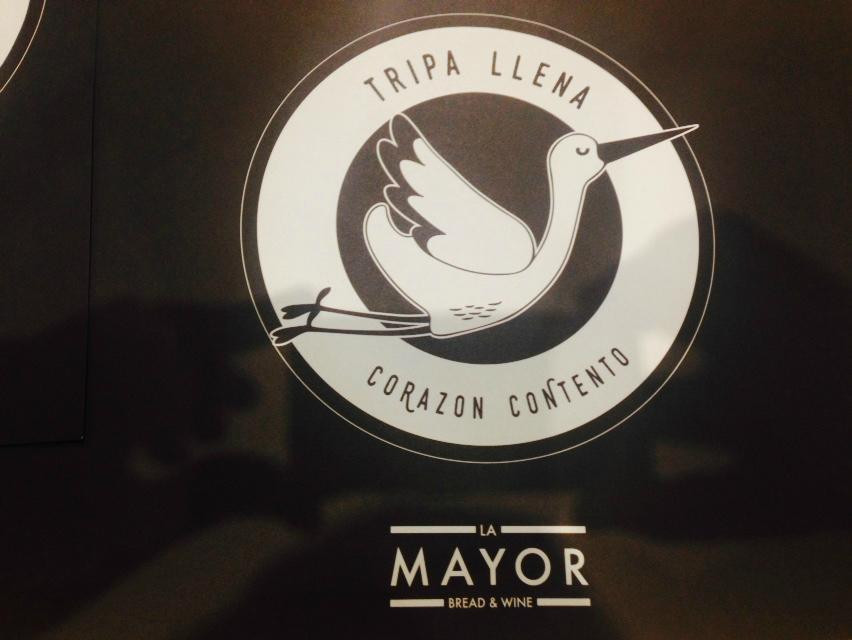 TRIPA LLENA
CORAZON CONTENTO
LA
MAYOR
BREAD & WINE